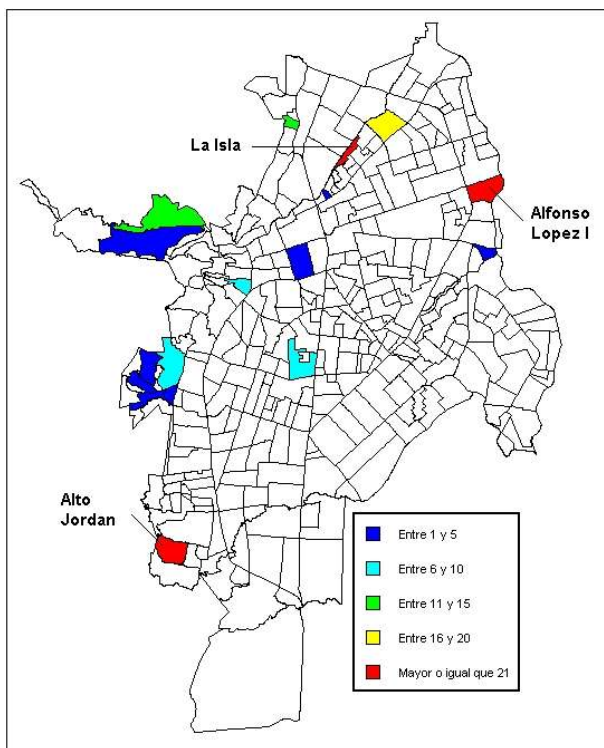 La Isla
Alfonso
Lopez I
Alto
Jordan
Entre 1 y 5
Entre 6 y 10
Entre 11 y 15
Entre 16 y 20
Mayor o igual que 21